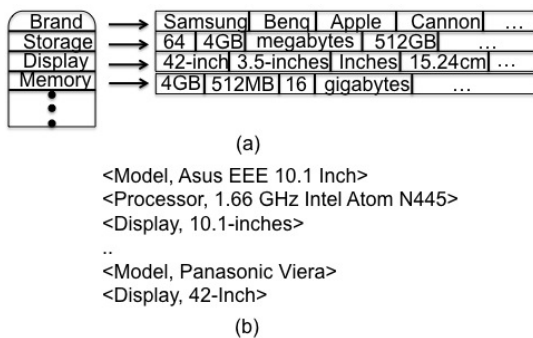 Brand Samsung Benq Apple Cannon ...
Storage 64 4GB megabytes 512GB ...
Display 42-inch 3.5-inches Inches 15.24cm ...
Memory 4GB 512MB 16 gigabytes ...
(a)
<Model, Asus EEE 10.1 Inch>
<Processor, 1.66 GHz Intel Atom N445>
<Display, 10.1-inches>
..
<Model, Panasonic Viera>
<Display, 42-Inch>
(b)